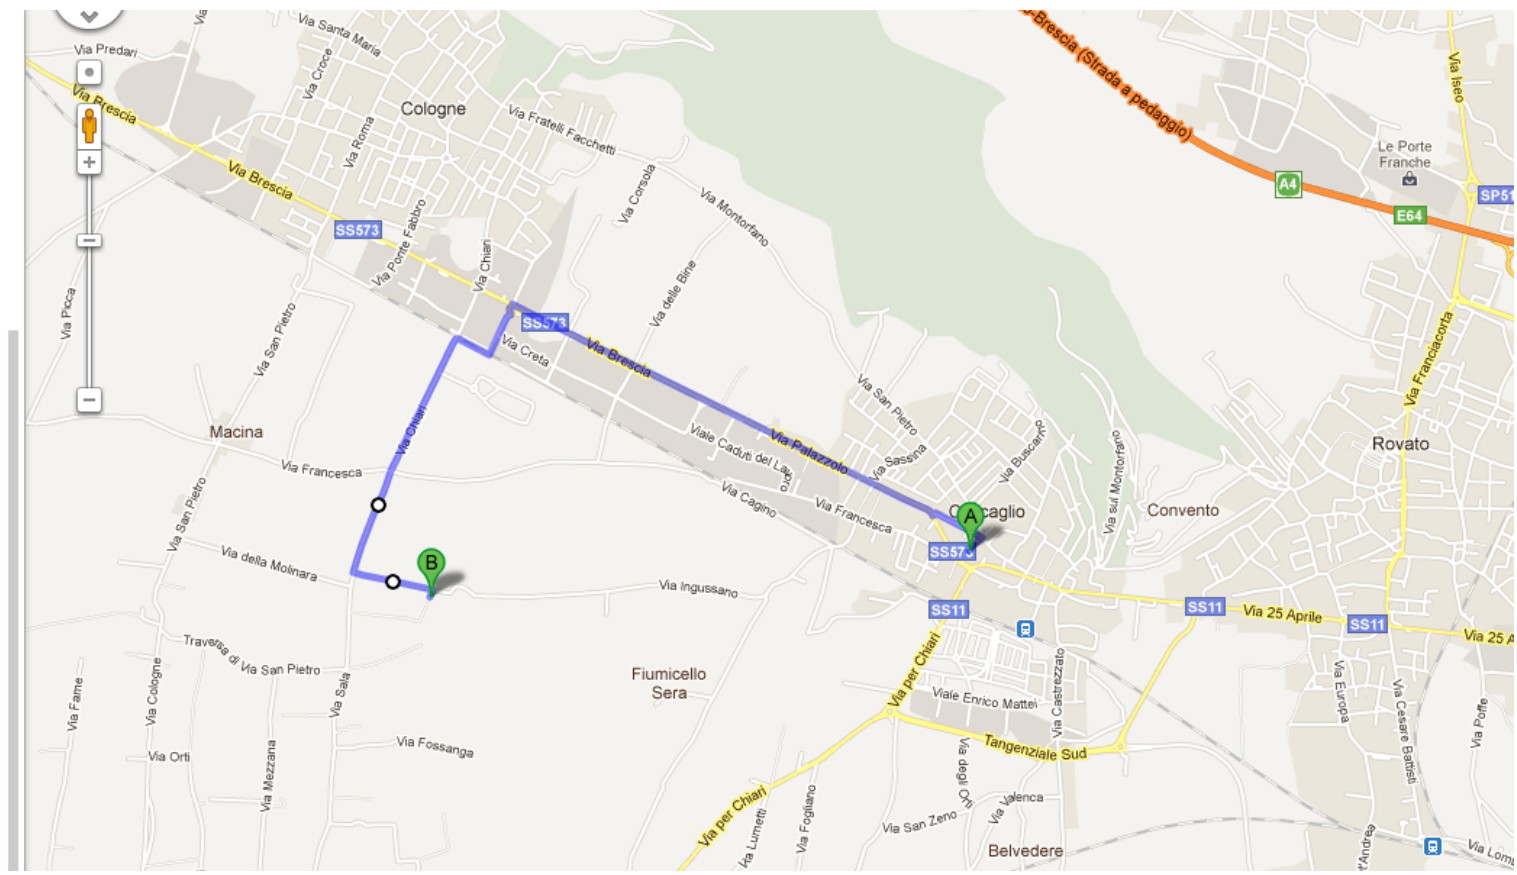 Via Santa Maria
Via Predari
Via Croce
Via Brescia
Cologne
Via Roma
Via Fratelli Facchetti
Via Brescia
Via Corsola
Via Montorfano
-Brescia (Strada a pedaggio)
Via Iseo
Le Porte
Franche
A4
SP51
E64
SS573
Via Ponte Fabbro
Via Chiari
Via delle Bine
Via Picca
Via San Pietro
SS573
Via Creta
Via Brescia
Via Franciacorta
Via San Pietro
Macina
Via Chiari
Via Palazzolo
Viale Caduti del Lavoro
Via Sassina
Via Buscarino
Via sul Montorfano
Rovato
Via Francesca
Via Cagino
Via Francesca
A
Convento
Via San Pietro
Via della Molinara
B
SS573
Via Ingussano
SS11
SS11
Via 25 Aprile
SS11
Via 25 A
Traversa di Via San Pietro
Fiumicello
Sera
Via per Chiari
Via Castrezzato
Viale Enrico Mattei
Via Europa
Via Cesare Battisti
Via Poffe
Via Fame
Via Cologne
Via Sala
Via Orti
Via Mezzana
Via Fossanga
Tangenziale Sud
Via degli Orti
Via per Chiari
Via Lumetti
Via Fogliano
Via San Zeno
Via Valenca
Belvedere
t'Andrea
Via Lom